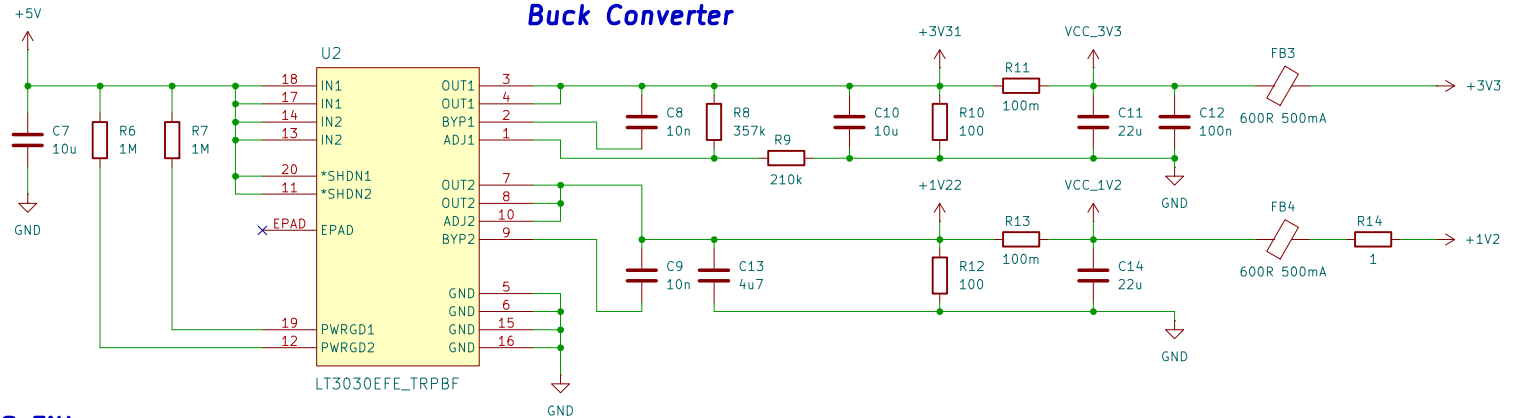 Buck Converter
+5V
C7
10u
GND
R6
1M
R7
1M
U2
18
17
14
13
20
11
EPAD
19
12
IN1
IN1
IN2
IN2
*SHDN1
*SHDN2
EPAD
PWRGD1
PWRGD2
OUT1
OUT1
BYP1
ADJ1
OUT2
OUT2
ADJ2
BYP2
GND
GND
GND
GND
3
4
2
1
7
8
10
9
5
6
15
16
LT3030EFE_TRPBF
GND
C8
10n
R8
357k
R9
210k
C10
10u
+3V31
R10
100
R11
100m
VCC_3V3
C11
22u
C12
100n
GND
FB3
600R 500mA
+3V3
C9
10n
C13
4u7
+1V22
R12
100
R13
100m
VCC_1V2
C14
22u
GND
FB4
600R 500mA
R14
1
+1V2